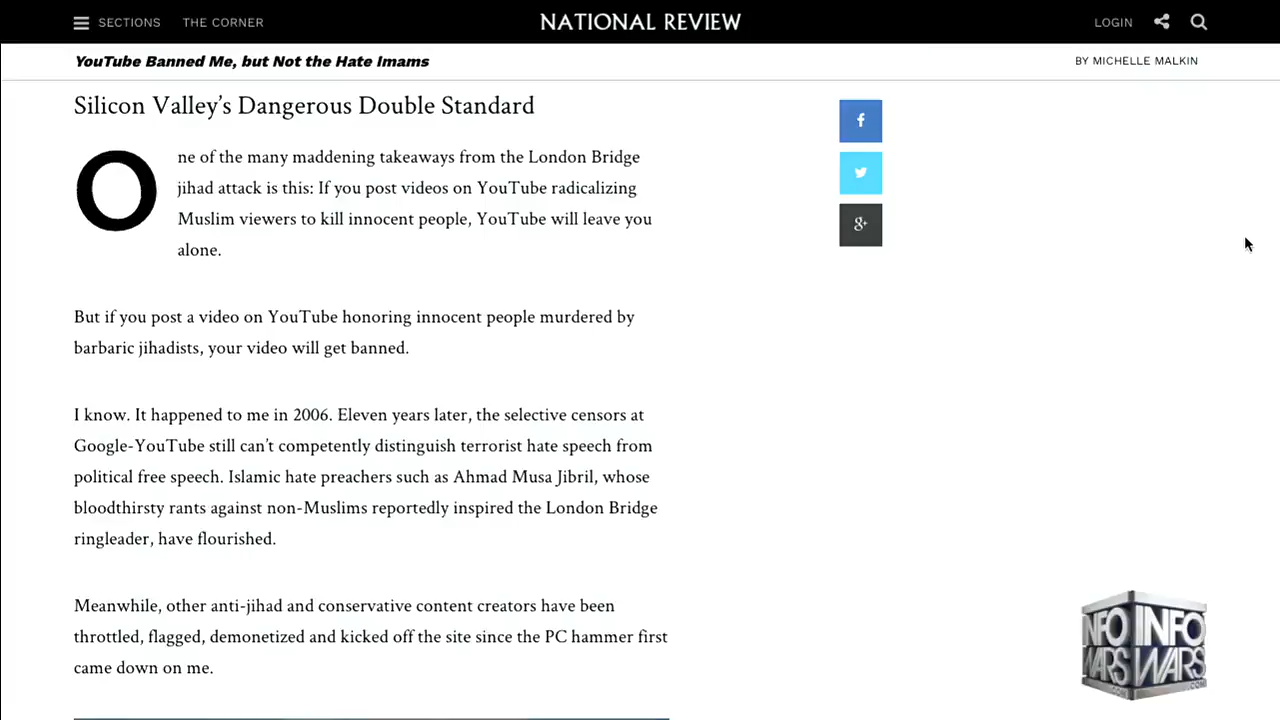 SECTIONS THE CORNER NATIONAL REVIEW LOGIN
YouTube Banned Me, but Not the Hate Imams BY MICHELLE MALKIN
Silicon Valley’s Dangerous Double Standard
One of the many maddening takeaways from the London Bridge
jihad attack is this: If you post videos on YouTube radicalizing
Muslim viewers to kill innocent people, YouTube will leave you
alone.
But if you post a video on YouTube honoring innocent people murdered by
barbaric jihadists, your video will get banned.
I know. It happened to me in 2006. Eleven years later, the selective censors at
Google-YouTube still can’t competently distinguish terrorist hate speech from
political free speech. Islamic hate preachers such as Ahmad Musa Jibril, whose
bloodthirsty rants against non-Muslims reportedly inspired the London Bridge
ringleader, have flourished.
Meanwhile, other anti-jihad and conservative content creators have been
throttled, flagged, demonetized and kicked off the site since the PC hammer first
came down on me.
f
g+
INFO INFO
WARS WARS
.COM .COM